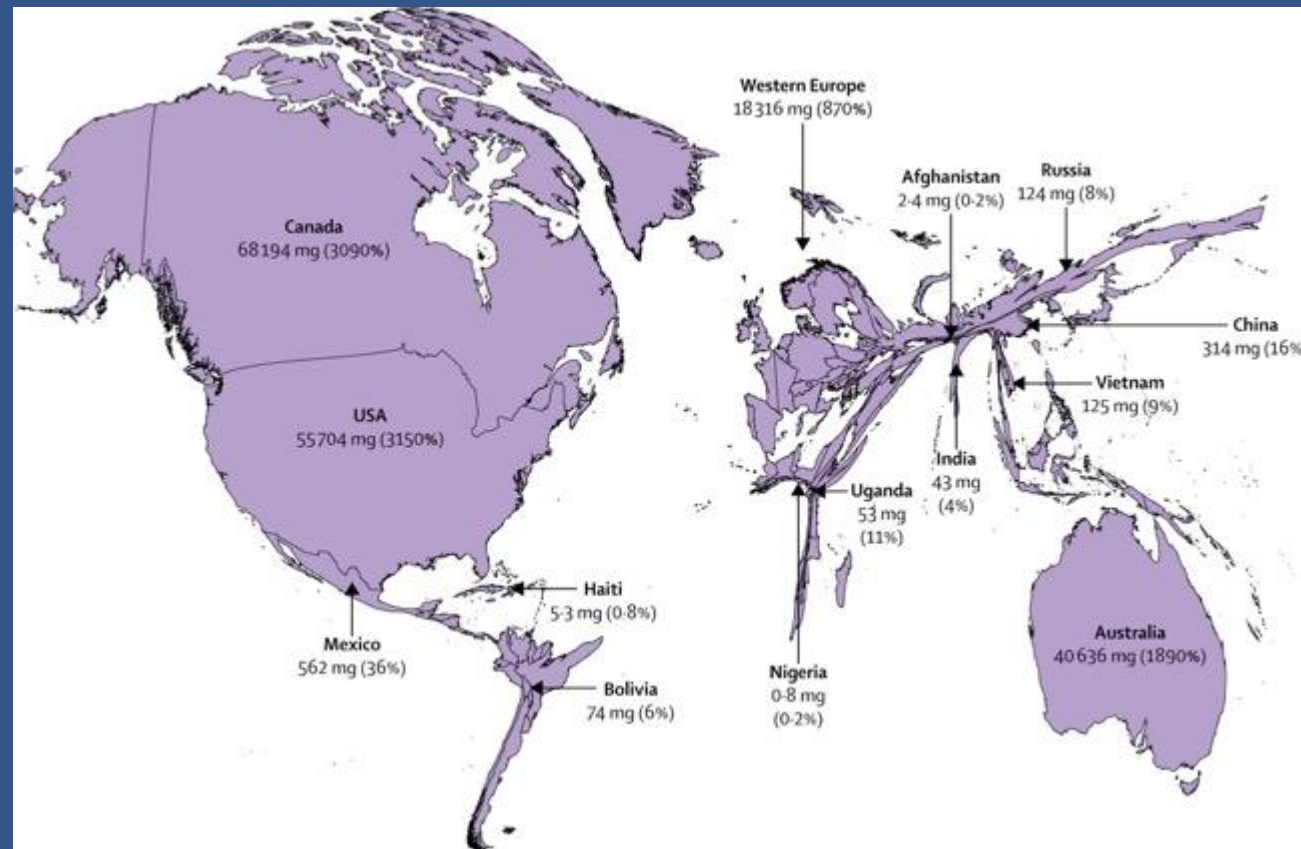 Western Europe
18 316 mg (870%)
Afghanistan
2·4 mg (0·2%)
Russia
124 mg (8%)
Canada
68 194 mg (3090%)
China
314 mg (16%
Vietnam
125 mg (9%)
USA
55 704 mg (3150%)
India
43 mg
(4%)
Uganda
53 mg
(11%)
Haiti
5·3 mg (0·8%)
Mexico
562 mg (36%)
Australia
40 636 mg (1890%)
Nigeria
0·8 mg
(0·2%)
Bolivia
74 mg (6%)